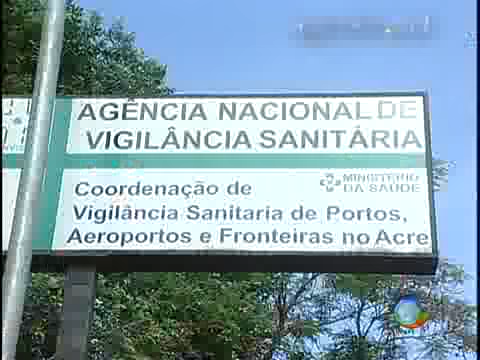 AGÊNCIA NACIONAL DE
VIGILÂNCIA SANITÁRIA
MINISTÉRIO
DA SAÚDE
Coordenação de
Vigilância Sanitaria de Portos,
Aeroportos e Fronteiras no Acre